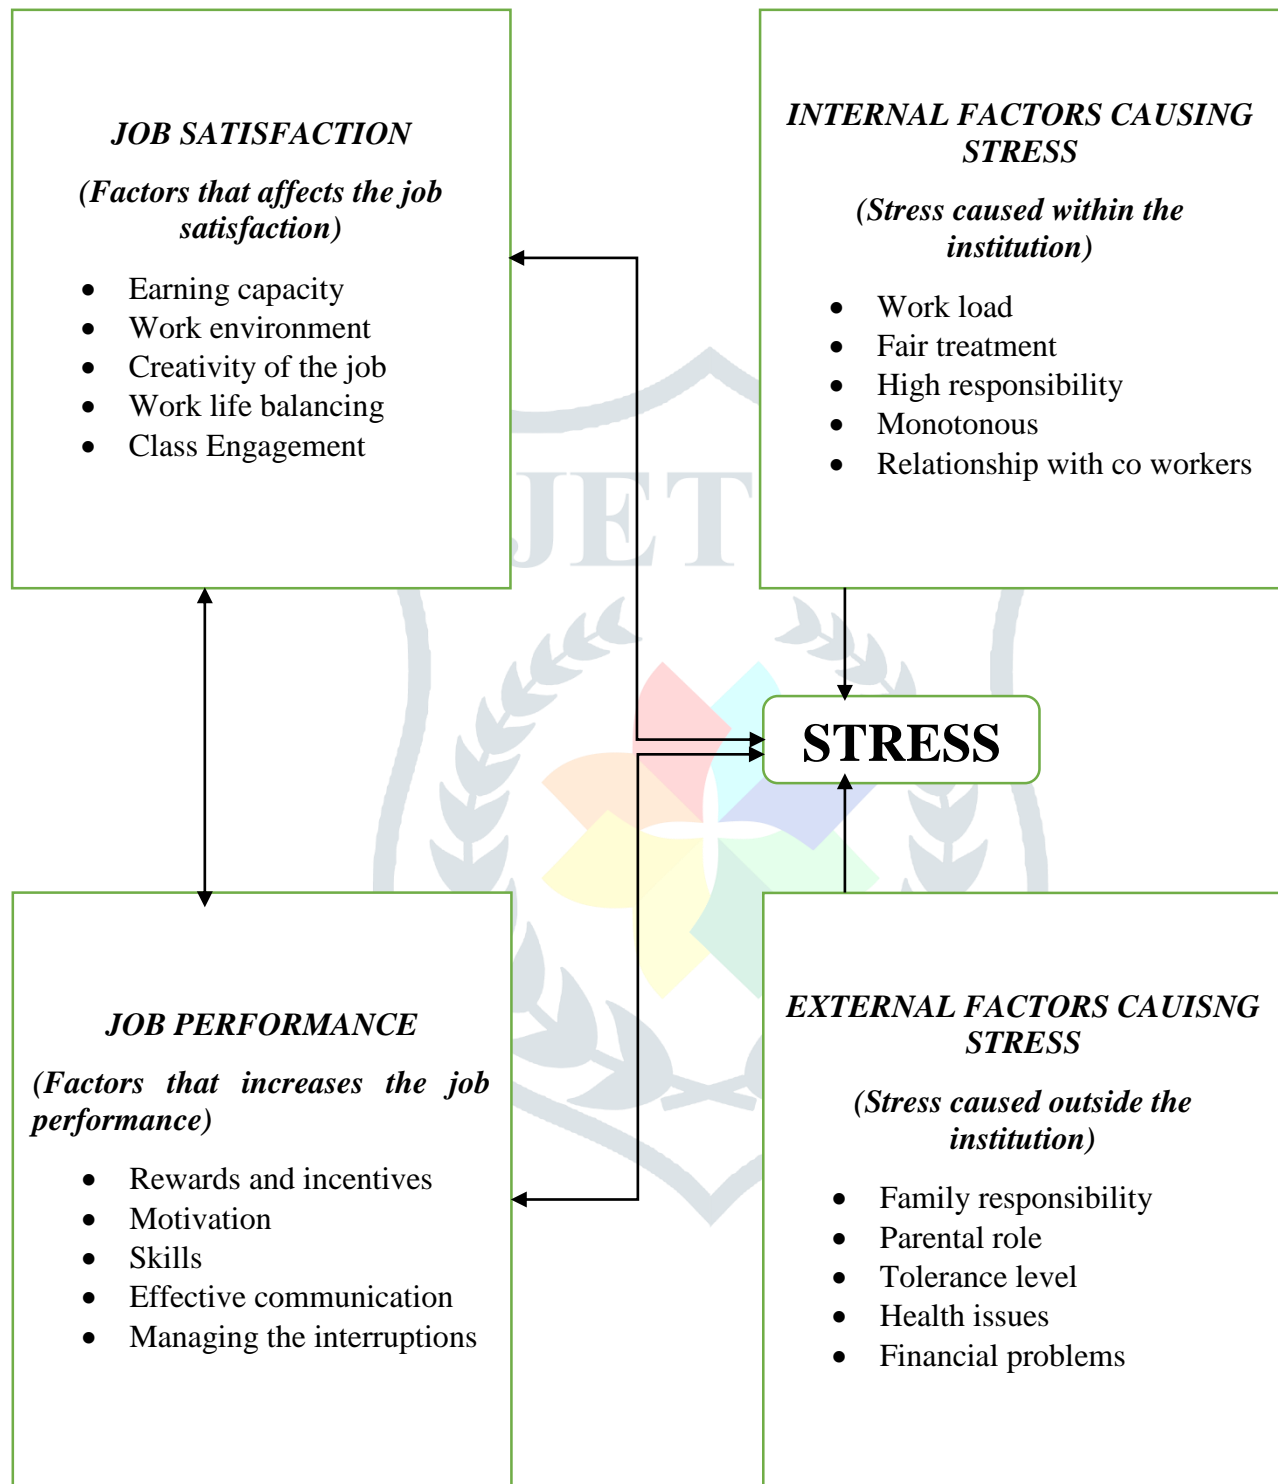 JOB SATISFACTION
(Factors that affects the job
satisfaction)
• Earning capacity
• Work environment
• Creativity of the job
• Work life balancing
• Class Engagement
INTERNAL FACTORS CAUSING
STRESS
(Stress caused within the
institution)
• Work load
• Fair treatment
• High responsibility
• Monotonous
• Relationship with co workers
JET
STRESS
JOB PERFORMANCE
(Factors that increases the job
performance)
• Rewards and incentives
• Motivation
• Skills
• Effective communication
• Managing the interruptions
EXTERNAL FACTORS CAUISNG
STRESS
(Stress caused outside the
institution)
• Family responsibility
• Parental role
• Tolerance level
• Health issues
• Financial problems